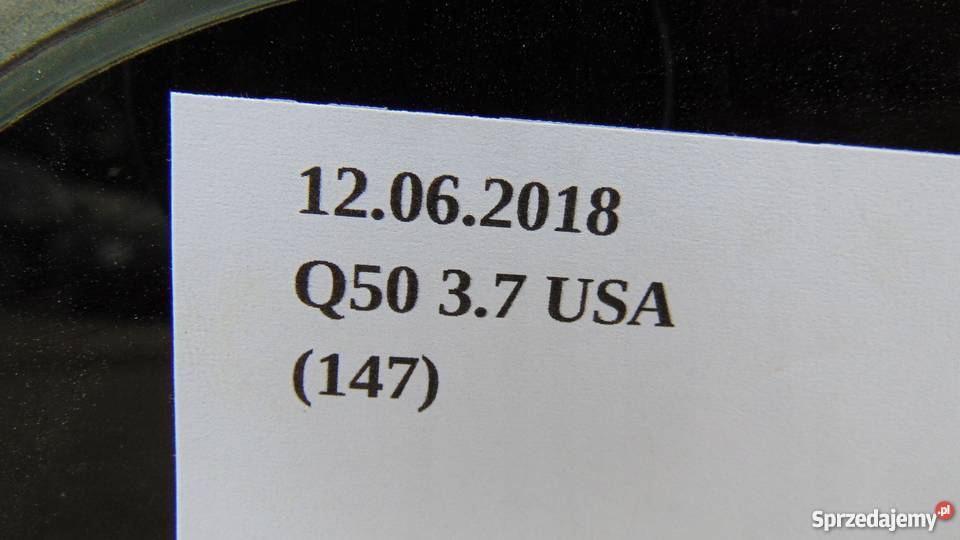 12.06.2018
Q50 3.7 USA
(147)
Sprzedajemy.pl